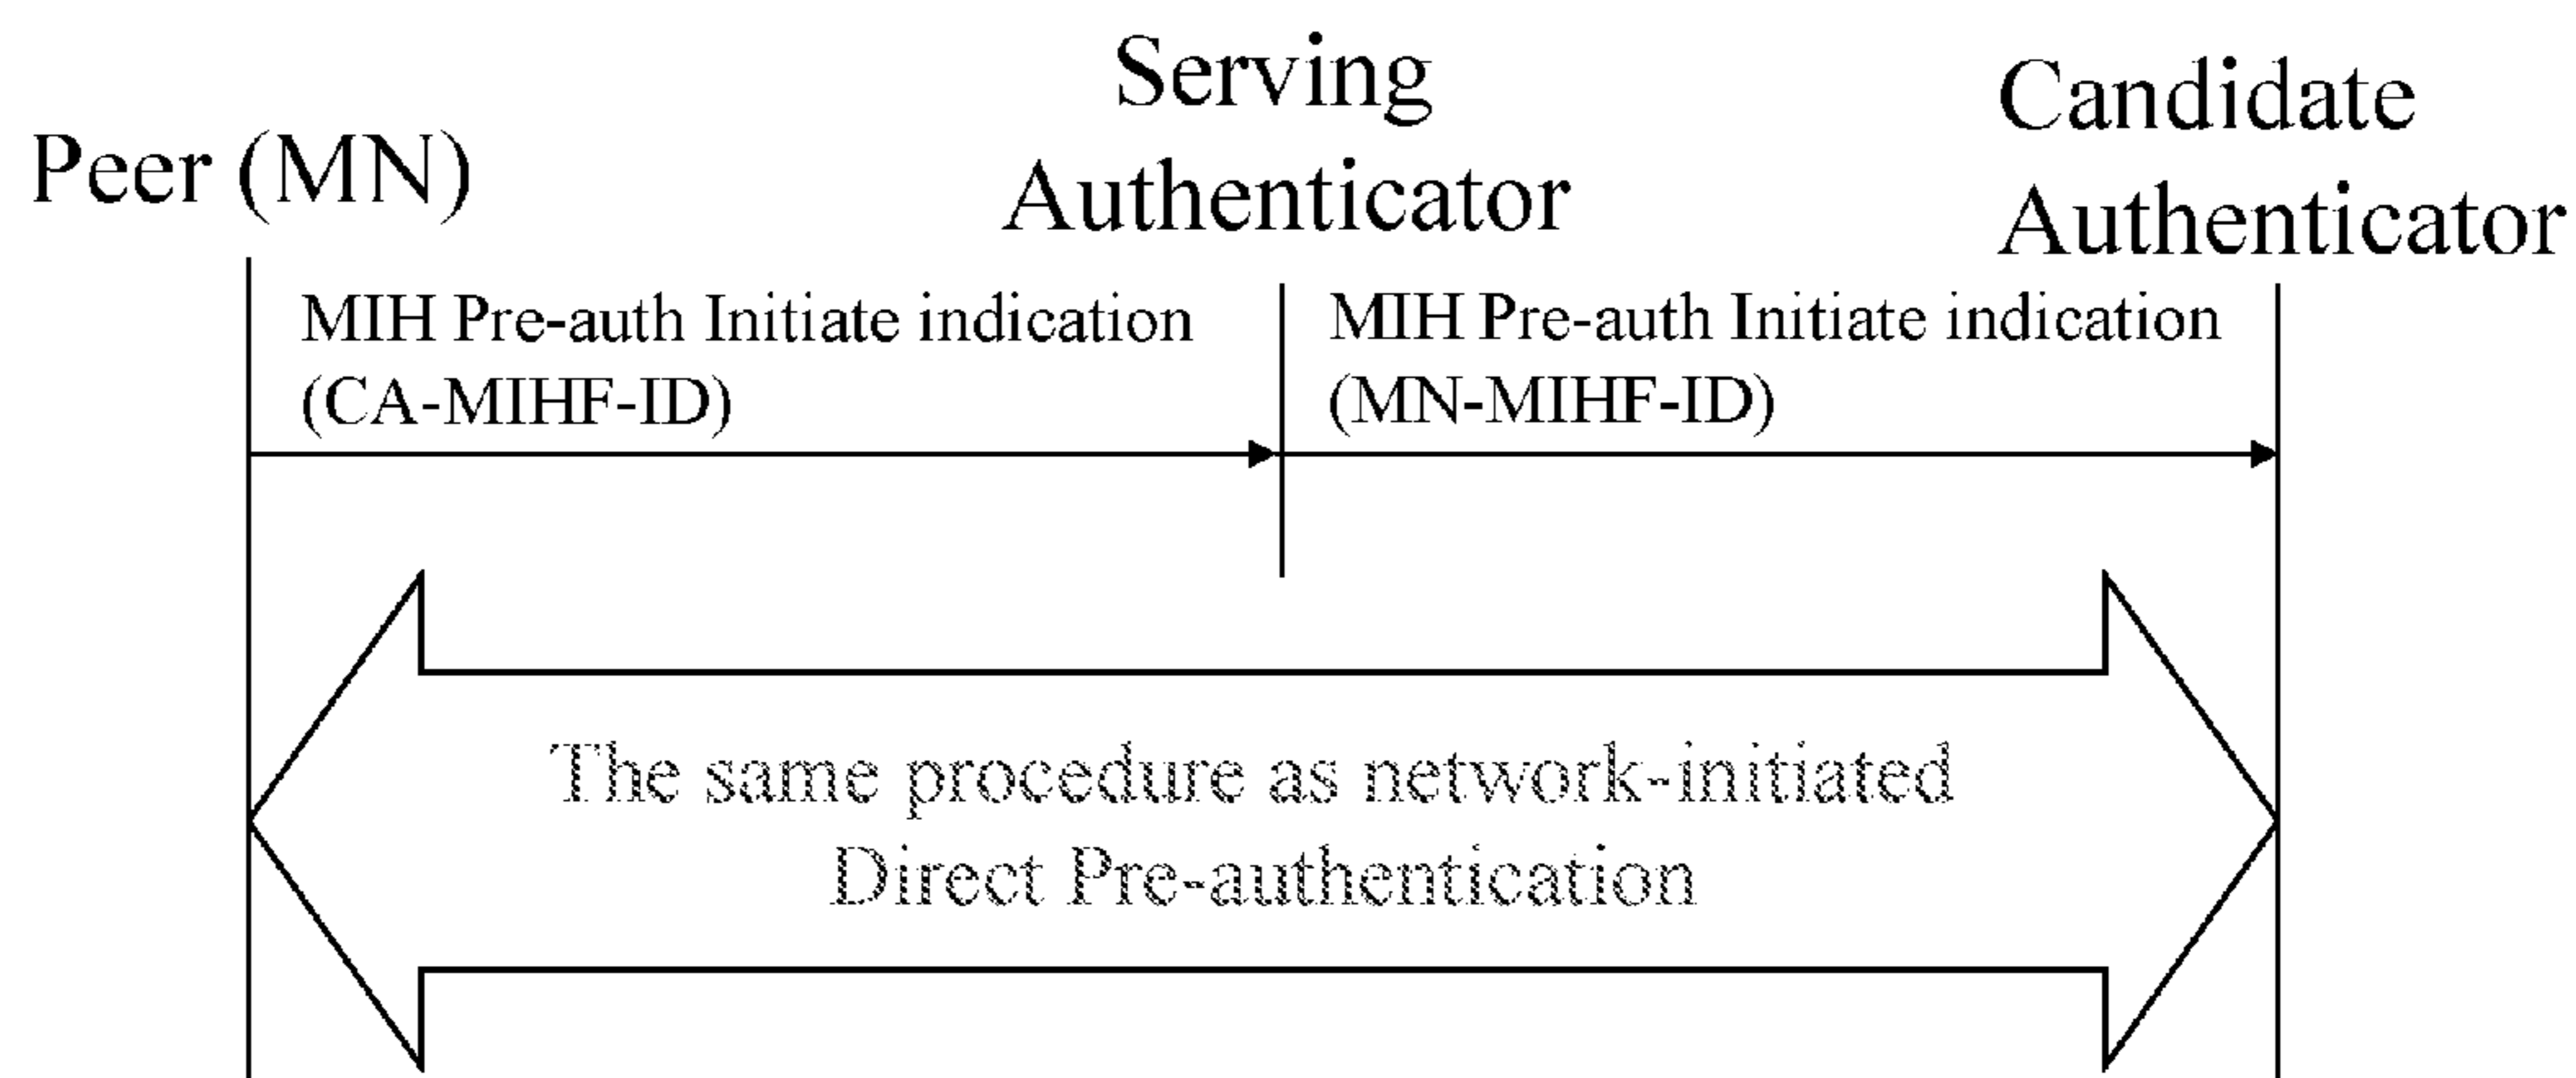 Peer (MN)
Serving
Authenticator
Candidate
Authenticator
MIH Pre-auth Initiate indication
(CA-MIHF-ID)
MIH Pre-auth Initiate indication
(MN-MIHF-ID)
The same procedure as network-initiated
Direct Pre-authentication